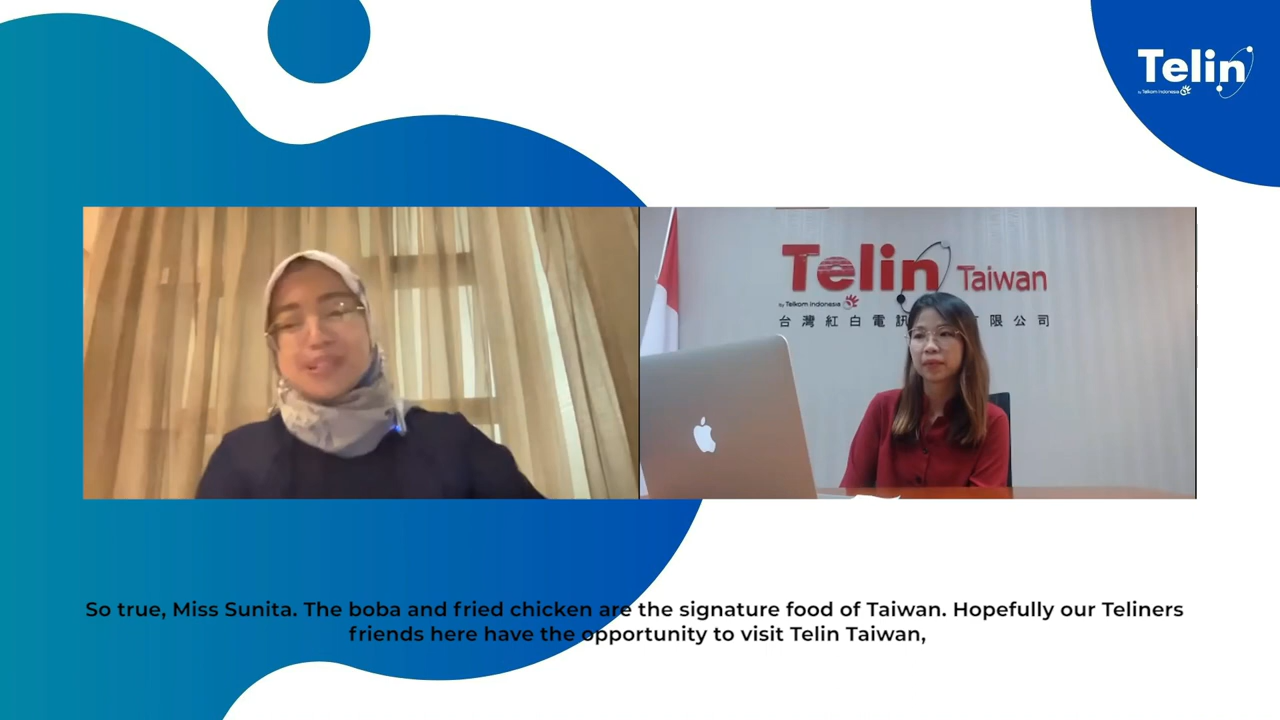 Telin
by Telkom Indonesia
Telin Taiwan
by Telkom Indonesia
台灣紅白電訊 有限公司
So true, Miss Sunita. The boba and fried chicken are the signature food of Taiwan. Hopefully our Teliners
friends here have the opportunity to visit Telin Taiwan,